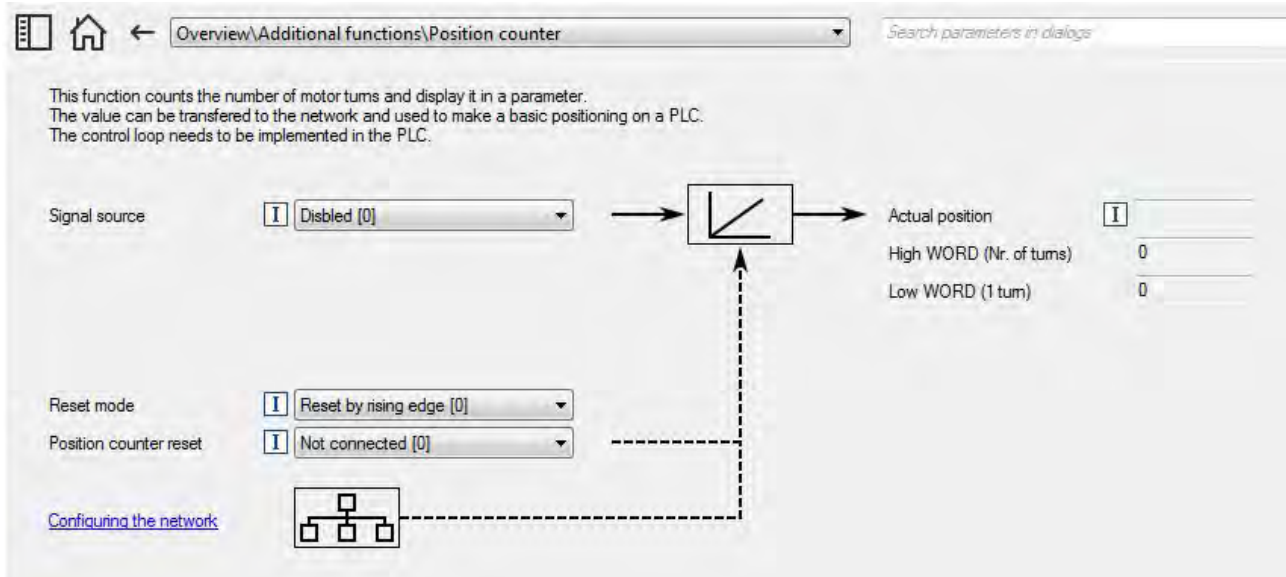 Overview\Additional functions\Position counter
Search parameters in dialogs
This function counts the number of motor turns and display it in a parameter.
The value can be transfered to the network and used to make a basic positioning on a PLC.
The control loop needs to be implemented in the PLC.
Signal source
I
Disbled [0]
Actual position
I
High WORD (Nr. of turns)
0
Low WORD (1 turn)
0
Reset mode
I
Reset by rising edge [0]
Position counter reset
I
Not connected [0]
Configuring the network